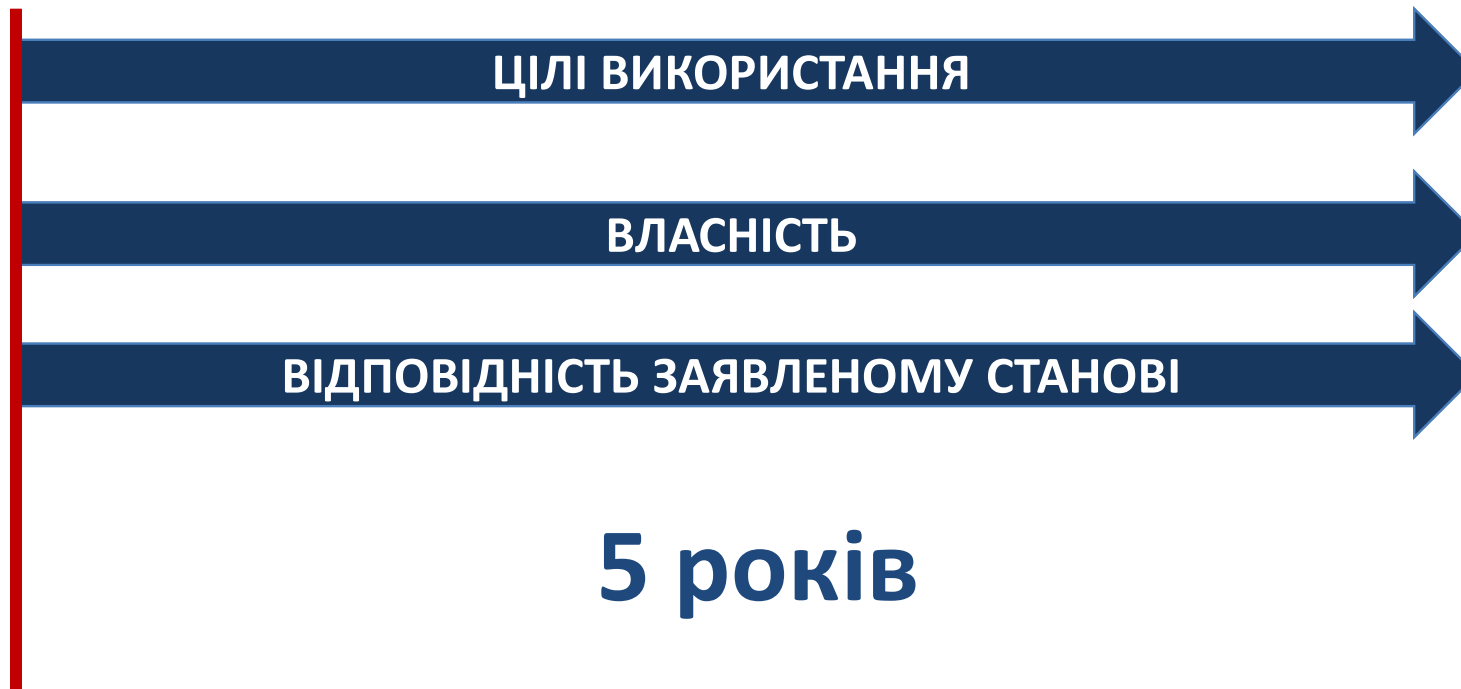 ЦІЛІ ВИКОРИСТАННЯ
ВЛАСНІСТЬ
ВІДПОВІДНІСТЬ ЗАЯВЛЕНОМУ СТАНОВІ
5 років